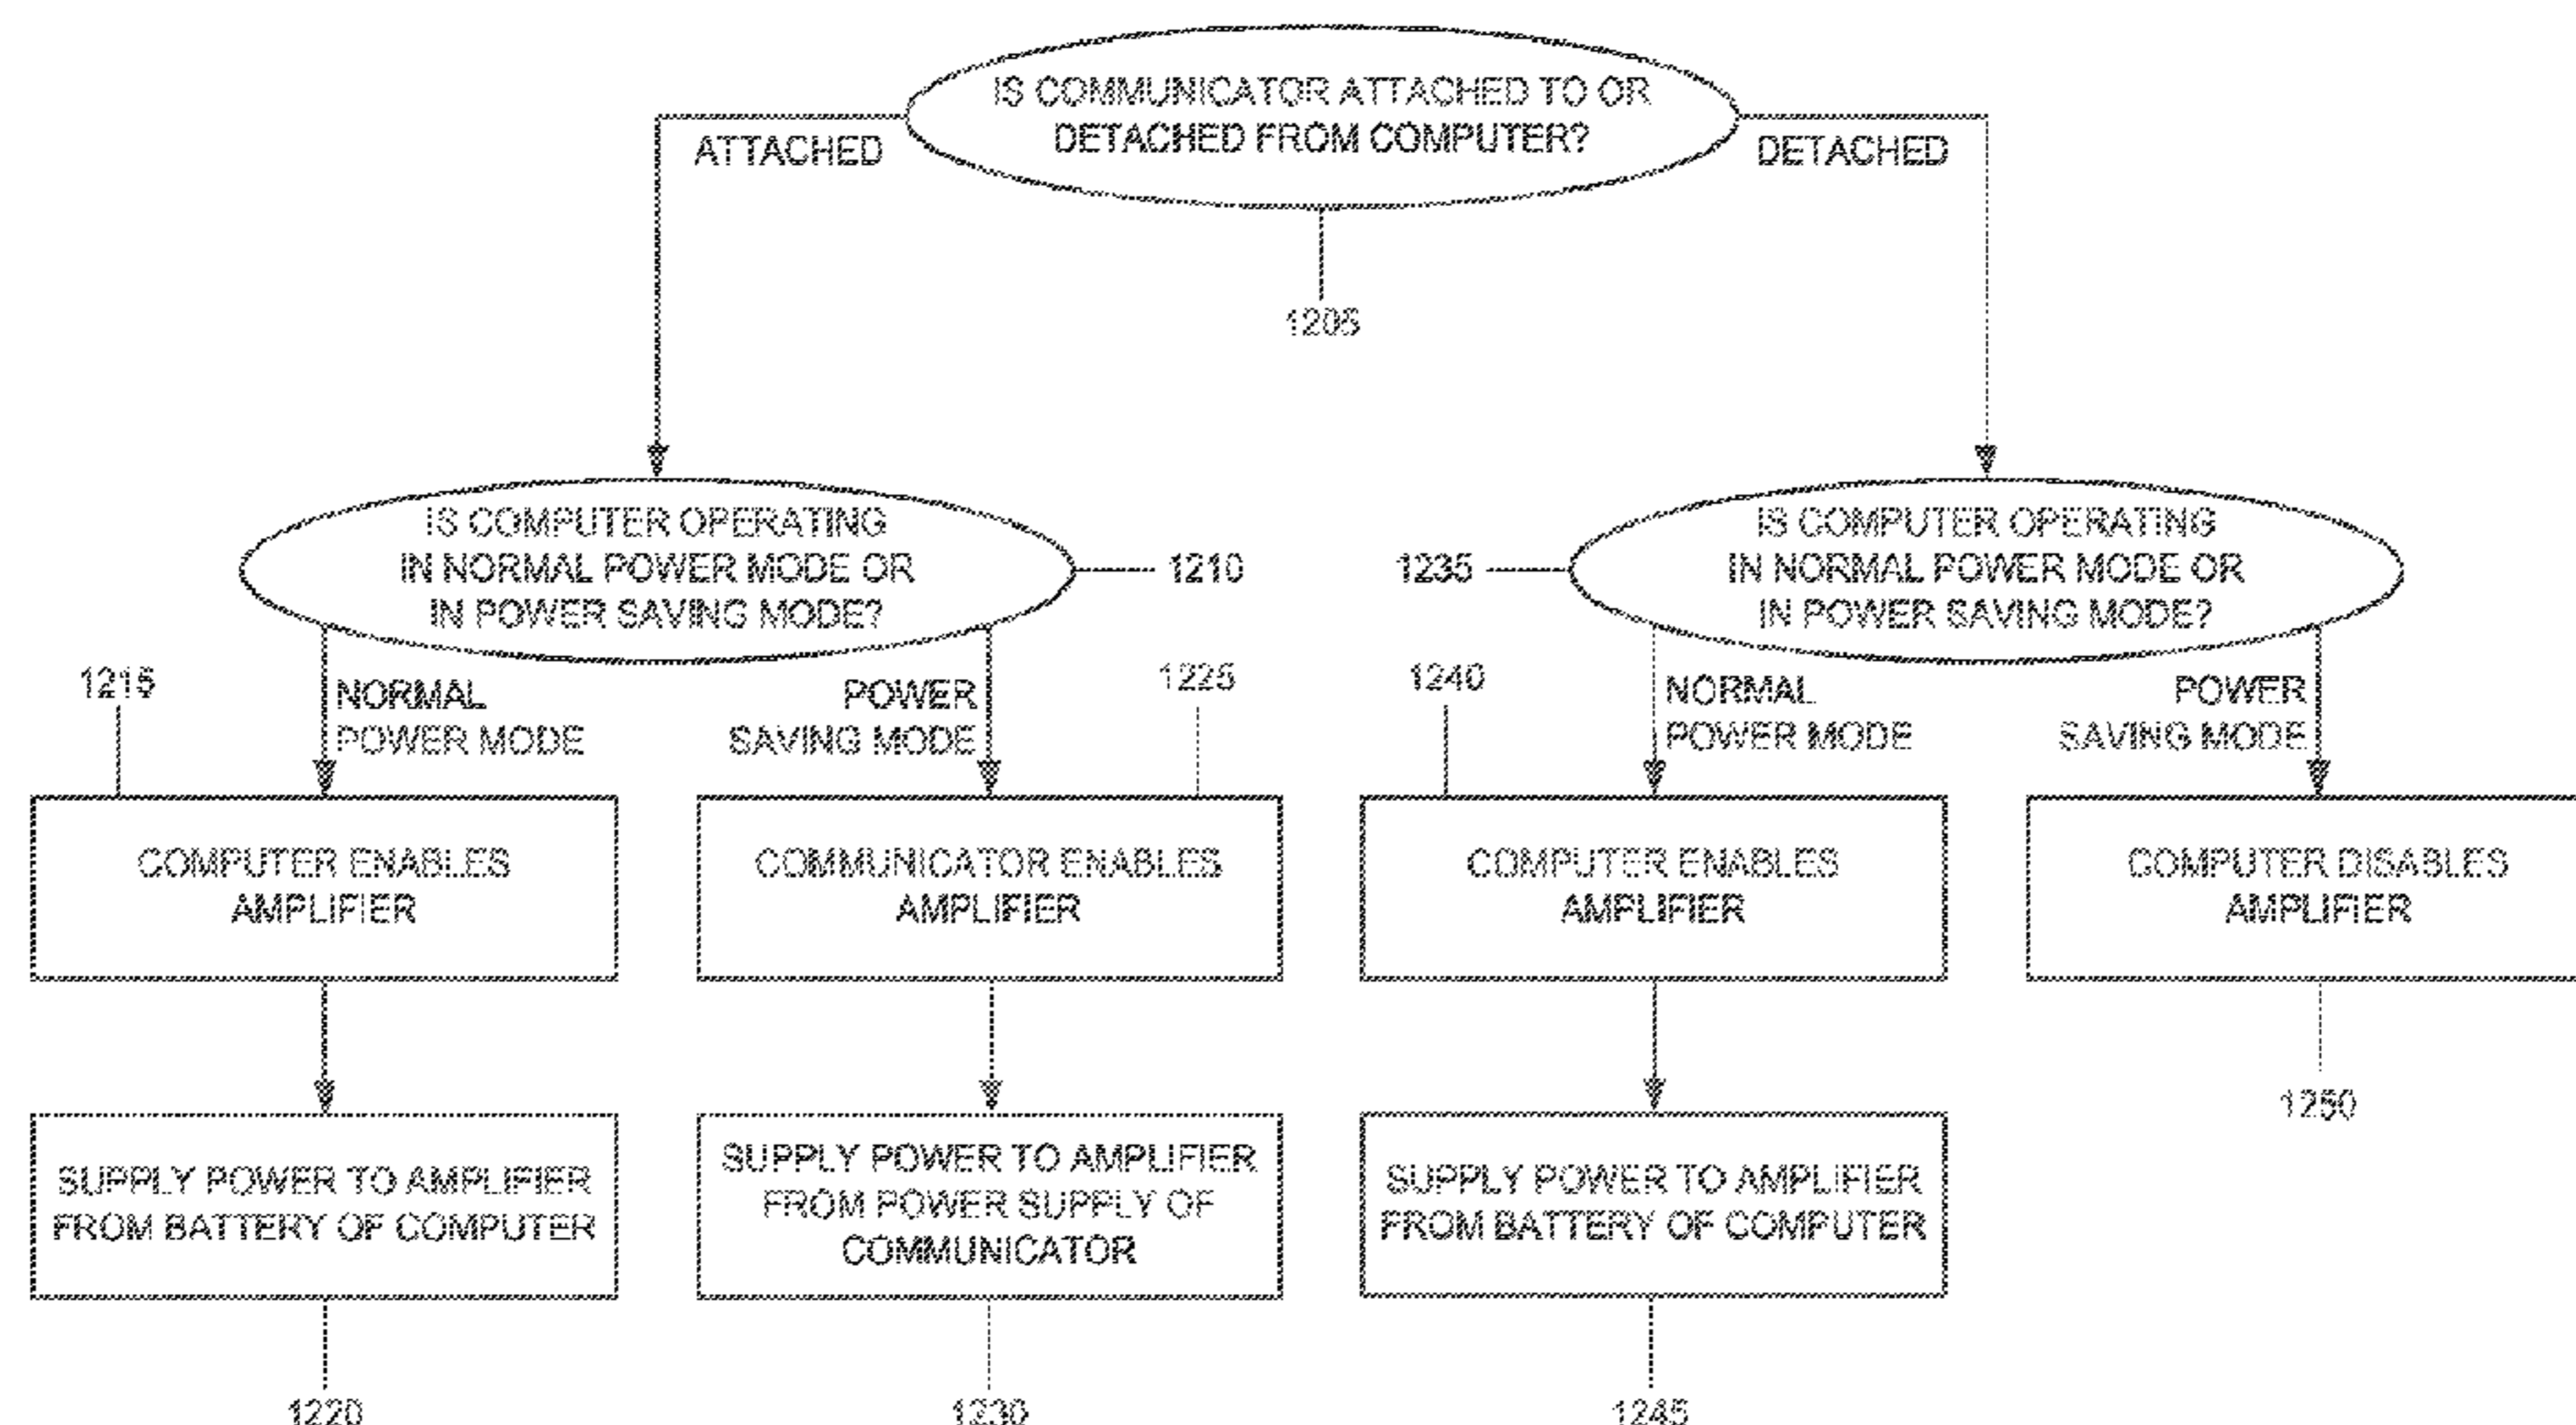 IS COMMUNICATOR ATTACHED TO OR
DETACHED FROM COMPUTER?
ATTACHED
DETACHED
1205
IS COMPUTER OPERATING
IN NORMAL POWER MODE OR
IN POWER SAVING MODE?
1210
1235
IS COMPUTER OPERATING
IN NORMAL POWER MODE OR
IN POWER SAVING MODE?
1215
NORMAL
POWER MODE
POWER
SAVING MODE
1225
1240
NORMAL
POWER MODE
POWER
SAVING MODE
COMPUTER ENABLES
AMPLIFIER
COMMUNICATOR ENABLES
AMPLIFIER
COMPUTER ENABLES
AMPLIFIER
COMPUTER DISABLES
AMPLIFIER
1250
SUPPLY POWER TO AMPLIFIER
FROM BATTERY OF COMPUTER
SUPPLY POWER TO AMPLIFIER
FROM POWER SUPPLY OF
COMMUNICATOR
SUPPLY POWER TO AMPLIFIER
FROM BATTERY OF COMPUTER
1220
1230
1245